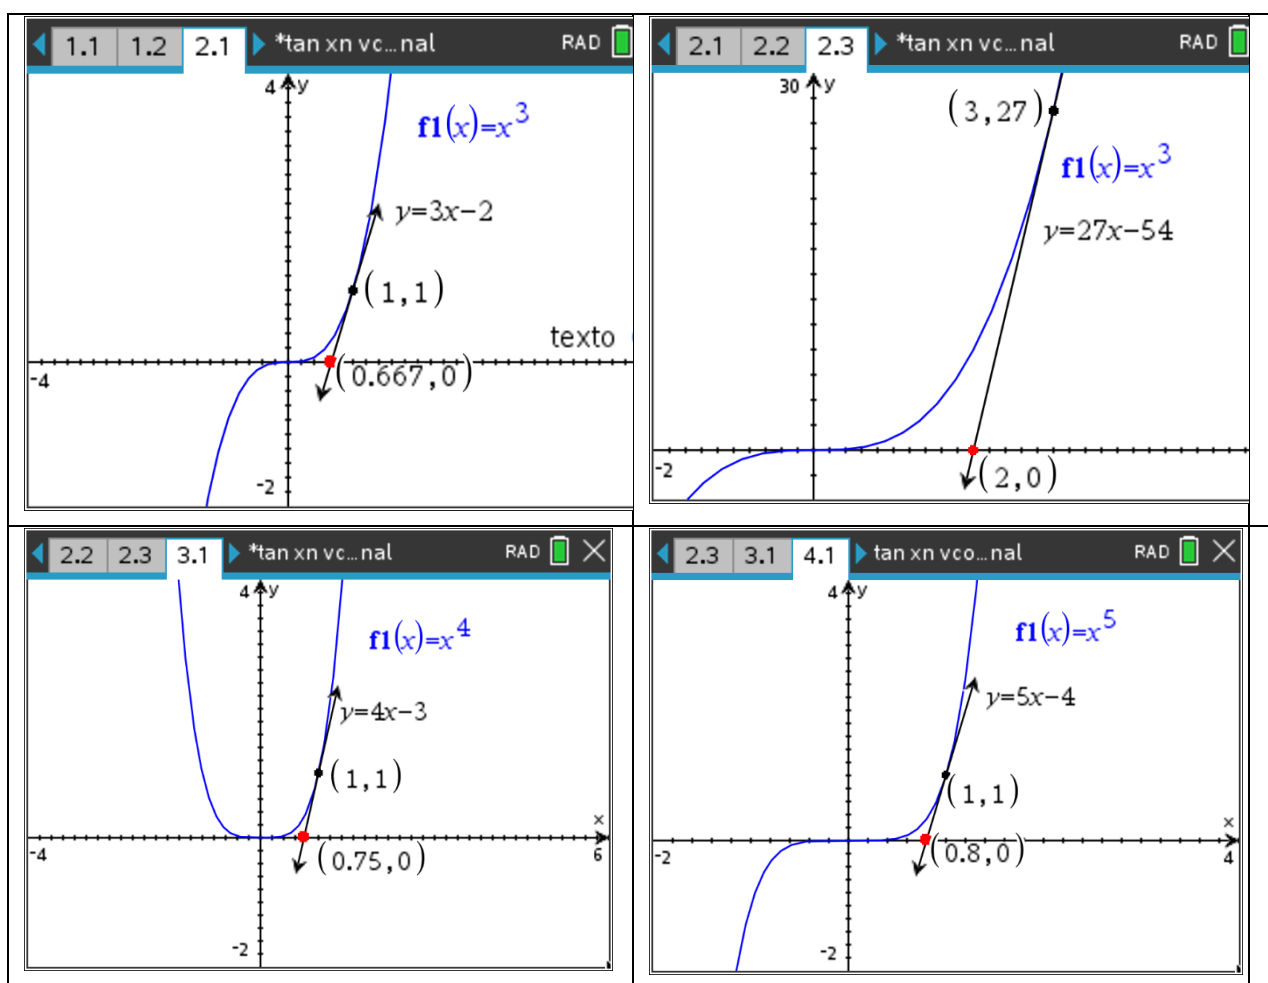 1.1 1.2 2.1 *tan xn vc…nal RAD
4 y
f1(x)=x^3
y=3x−2
(1,1)
texto
-4
(0.667,0)
-2
2.1 2.2 2.3 *tan xn vc…nal RAD
30 y
(3,27)
f1(x)=x^3
y=27x−54
-2
(2,0)
2.2 2.3 3.1 *tan xn vc…nal RAD
4 y
f1(x)=x^4
y=4x−3
(1,1)
x
-4
(0.75,0)
6
-2
2.3 3.1 4.1 tan xn vco…nal RAD
4 y
f1(x)=x^5
y=5x−4
(1,1)
x
-2
(0.8,0)
4
-2